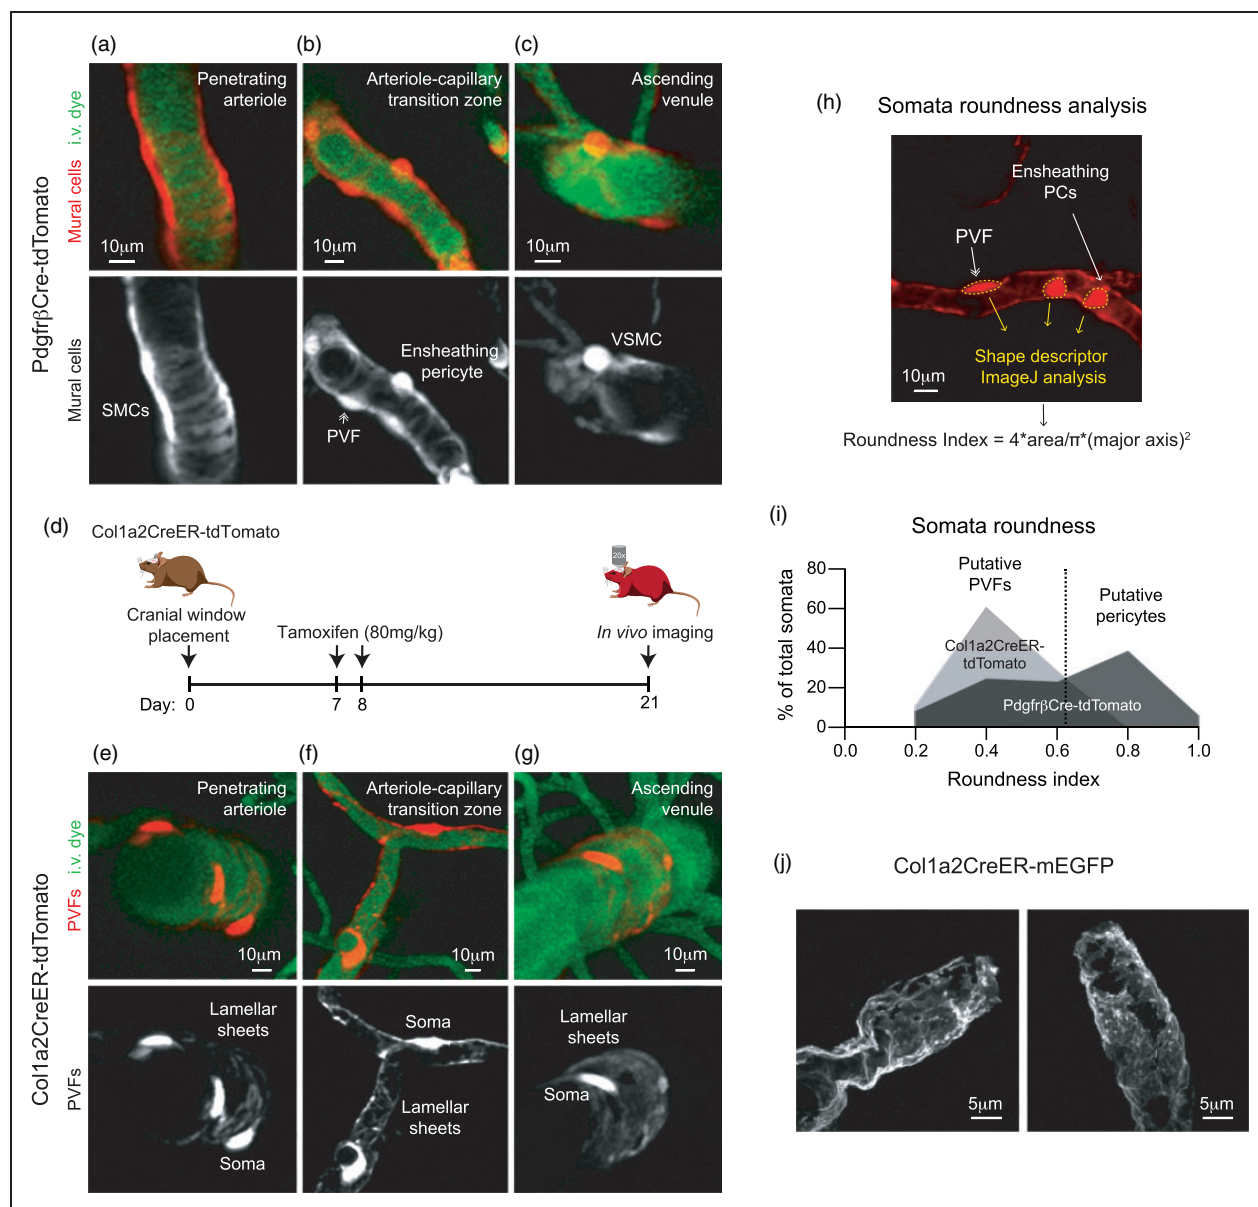 (a)
(b)
(c)
PdgfrβCre-tdTomato
Mural cells i.v. dye
Penetrating
arteriole
10μm
Arteriole-capillary
transition zone
10μm
Ascending
venule
10μm
Mural cells
SMCs
Ensheathing
pericyte
PVF
VSMC
(d)
Col1a2CreER-tdTomato
20x
Cranial window
placement
Tamoxifen (80mg/kg)
In vivo imaging
Day: 0 7 8 21
(e)
(f)
(g)
Col1a2CreER-tdTomato
PVFs i.v. dye
Penetrating
arteriole
10μm
Arteriole-capillary
transition zone
10μm
Ascending
venule
10μm
PVFs
Lamellar
sheets
Soma
Soma
Lamellar
sheets
Lamellar
sheets
Soma
(h)
Somata roundness analysis
Ensheathing
PCs
PVF
Shape descriptor
ImageJ analysis
10μm
Roundness Index = 4*area/π*(major axis)²
(i)
Somata roundness
Putative
PVFs
Putative
pericytes
Col1a2CreER-
tdTomato
PdgfrβCre-tdTomato
% of total somata
80
60
40
20
0
0.0 0.2 0.4 0.6 0.8 1.0
Roundness index
(j)
Col1a2CreER-mEGFP
5μm
5μm